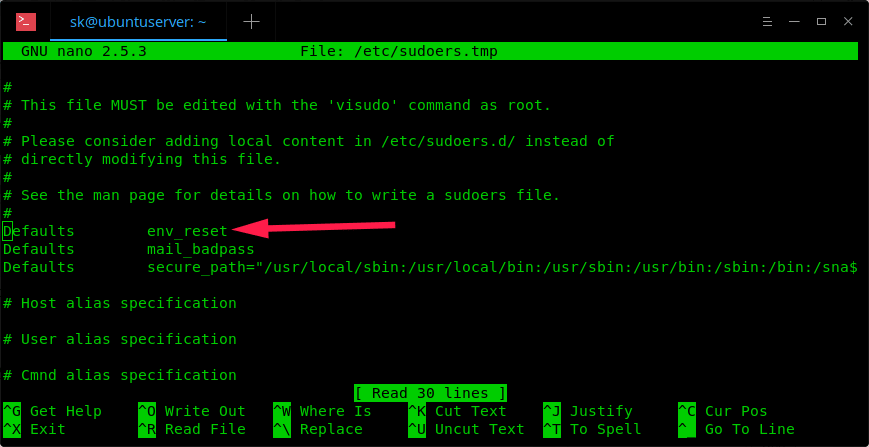 sk@ubuntuserver: ~
GNU nano 2.5.3 File: /etc/sudoers.tmp
#
# This file MUST be edited with the 'visudo' command as root.
#
# Please consider adding local content in /etc/sudoers.d/ instead of
# directly modifying this file.
#
# See the man page for details on how to write a sudoers file.
#
Defaults env_reset
Defaults mail_badpass
Defaults secure_path="/usr/local/sbin:/usr/local/bin:/usr/sbin:/usr/bin:/sbin:/bin:/sna$
# Host alias specification
# User alias specification
# Cmnd alias specification
[ Read 30 lines ]
^G Get Help ^O Write Out ^W Where Is ^K Cut Text ^J Justify ^C Cur Pos
^X Exit ^R Read File ^\ Replace ^U Uncut Text ^T To Spell ^_ Go To Line